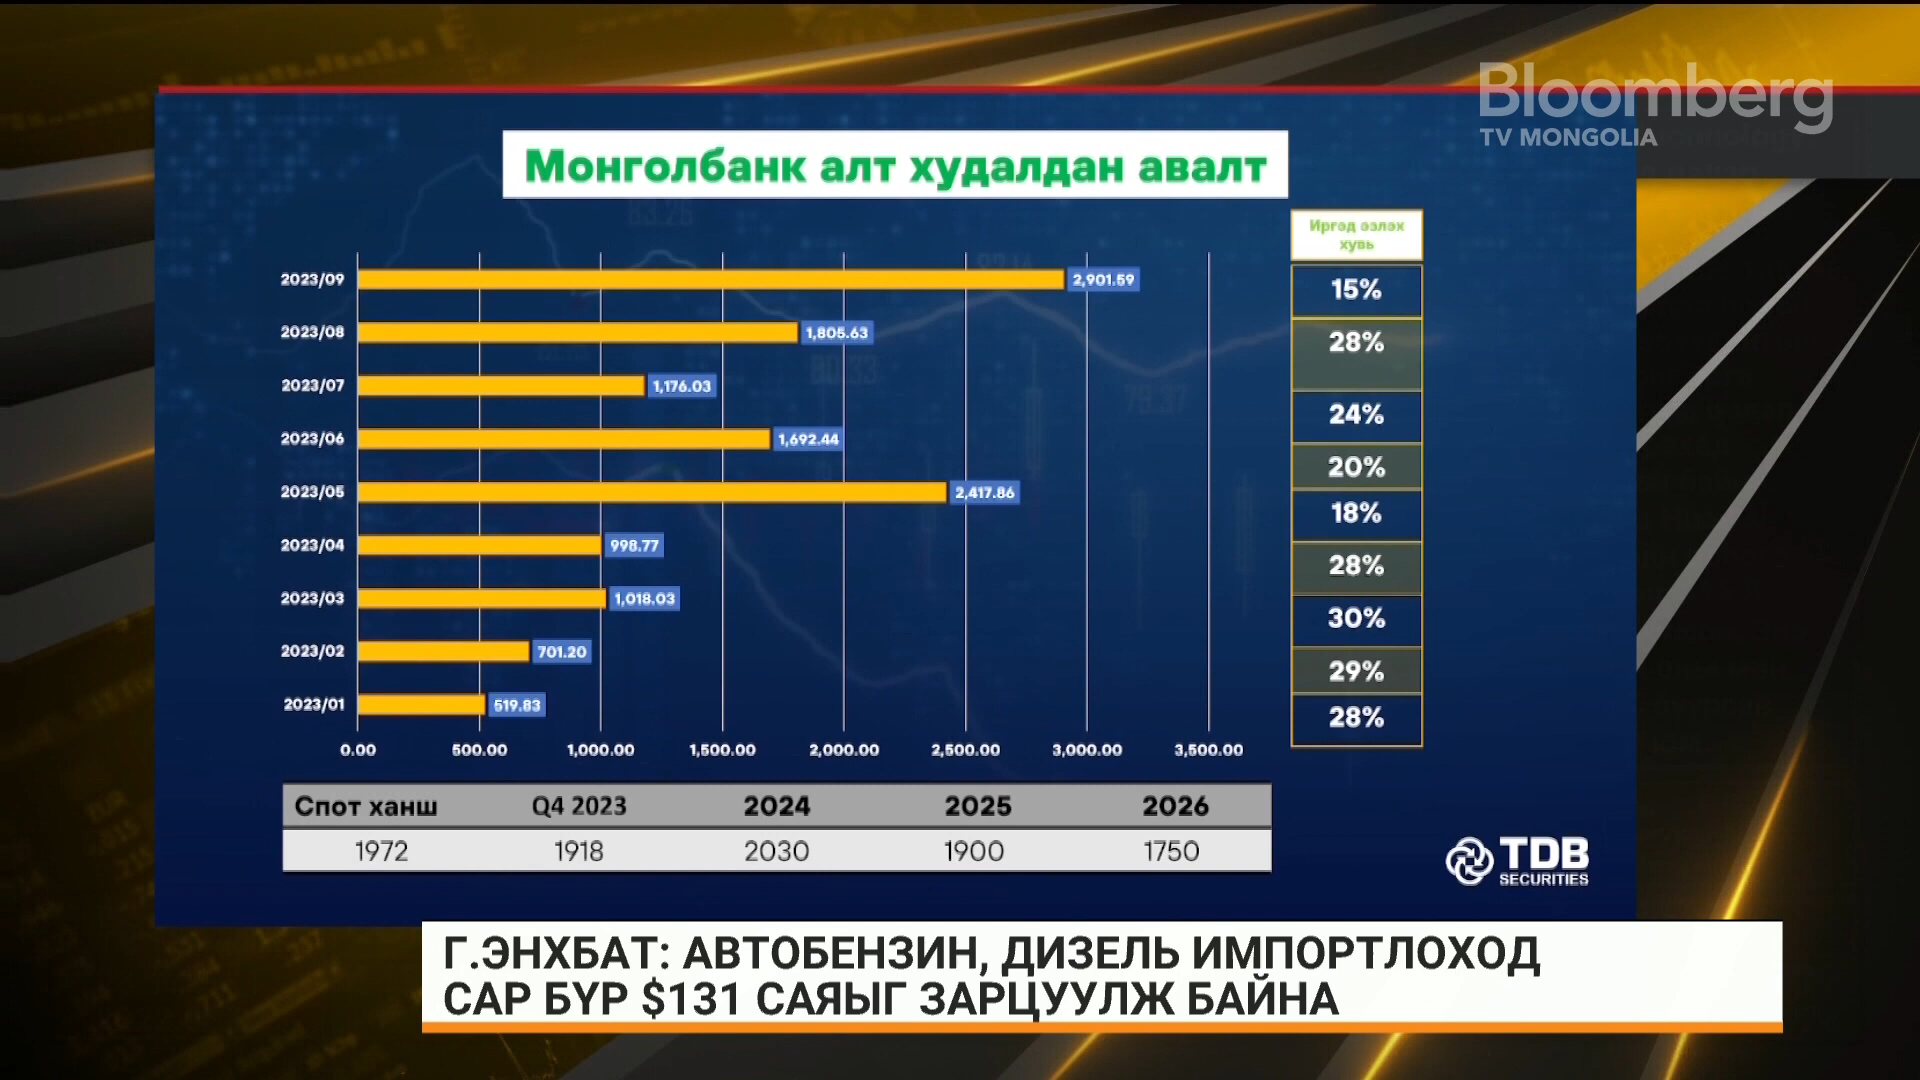 Bloomberg
TV MONGOLIA
Монголбанк алт худалдан авалт
Иргэд эзлэх
хувь
2023/09 2,901.59 15%
2023/08 1,805.63 28%
2023/07 1,176.03 24%
2023/06 1,692.44 20%
2023/05 2,417.86 18%
2023/04 998.77 28%
2023/03 1,018.03 30%
2023/02 701.20 29%
2023/01 519.83 28%
0.00 500.00 1,000.00 1,500.00 2,000.00 2,500.00 3,000.00 3,500.00
Спот ханш Q4 2023 2024 2025 2026
1972 1918 2030 1900 1750
TDB
SECURITIES
Г.ЭНХБАТ: АВТОБЕНЗИН, ДИЗЕЛЬ ИМПОРТЛОХОД
САР БҮР $131 САЯЫГ ЗАРЦУУЛЖ БАЙНА